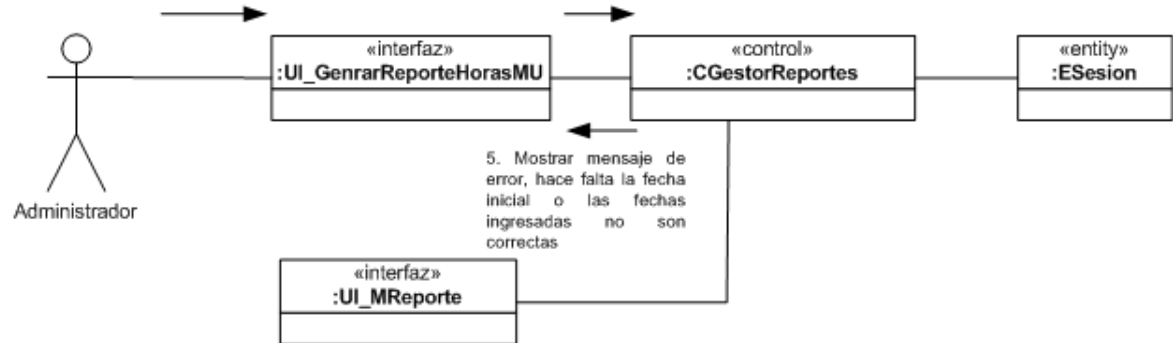 «interfaz»
:UI_GenrarReporteHorasMU
«control»
:CGestorReportes
«entity»
:ESesion
5. Mostrar mensaje de
error, hace falta la fecha
inicial o las fechas
ingresadas no son
correctas
Administrador
«interfaz»
:UI_MReporte